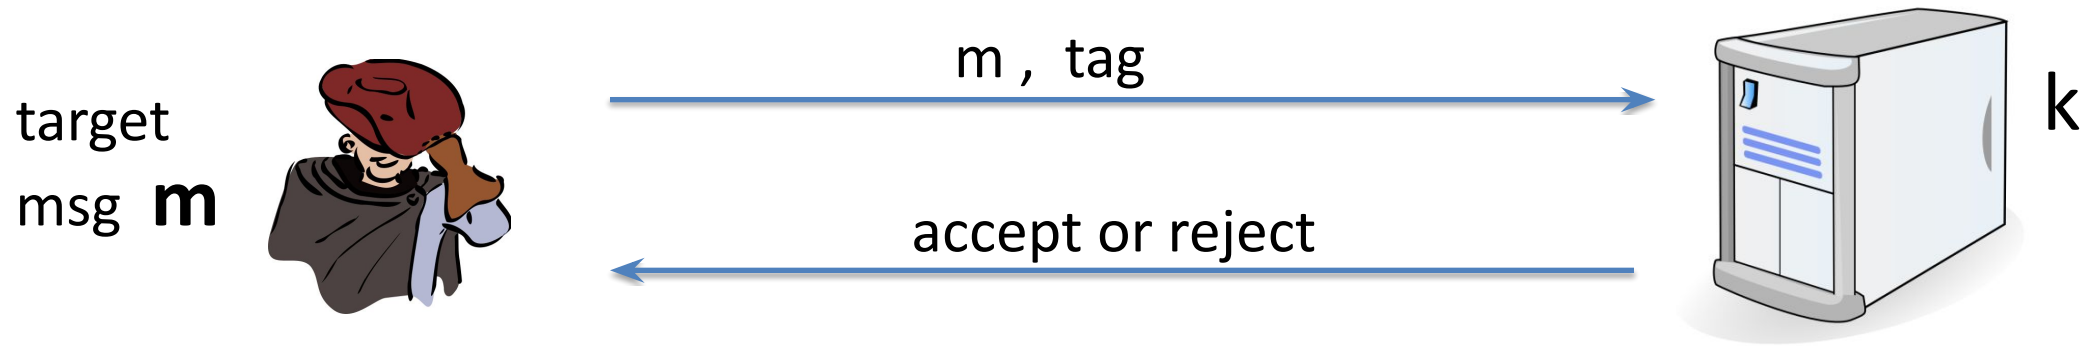 target
msg m
m , tag
accept or reject
k